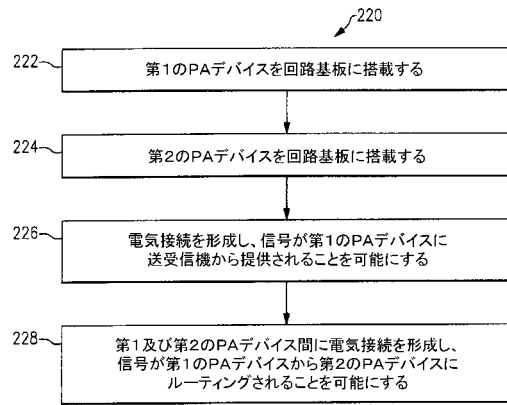 220
222
第1のPAデバイスを回路基板に搭載する
224
第2のPAデバイスを回路基板に搭載する
226
電気接続を形成し、信号が第1のPAデバイスに
送受信機から提供されることを可能にする
228
第1及び第2のPAデバイス間に電気接続を形成し、
信号が第1のPAデバイスから第2のPAデバイスに
ルーティングされることを可能にする